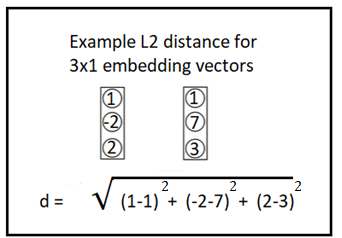 Example L2 distance for
3x1 embedding vectors
1 1
-2 7
2 3
d = √ (1-1)² + (-2-7)² + (2-3)²